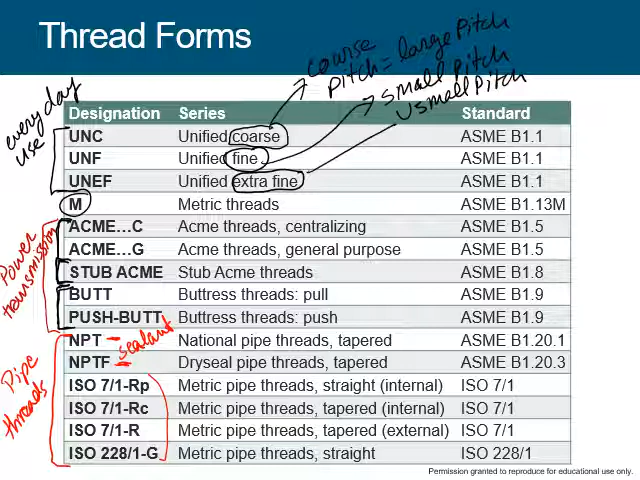 Thread Forms
coarse
pitch = large Pitch
small pitch
small pitch
every day
use
Designation Series Standard
UNC Unified coarse ASME B1.1
UNF Unified fine ASME B1.1
UNEF Unified extra fine ASME B1.1
M Metric threads ASME B1.13M
ACME…C Acme threads, centralizing ASME B1.5
ACME…G Acme threads, general purpose ASME B1.5
STUB ACME Stub Acme threads ASME B1.8
BUTT Buttress threads: pull ASME B1.9
PUSH-BUTT Buttress threads: push ASME B1.9
NPT National pipe threads, tapered ASME B1.20.1
NPTF Dryseal pipe threads, tapered ASME B1.20.3
ISO 7/1-Rp Metric pipe threads, straight (internal) ISO 7/1
ISO 7/1-Rc Metric pipe threads, tapered (internal) ISO 7/1
ISO 7/1-R Metric pipe threads, tapered (external) ISO 7/1
ISO 228/1-G Metric pipe threads, straight ISO 228/1
Power
transmission
sealant
Pipe
threads
Permission granted to reproduce for educational use only.